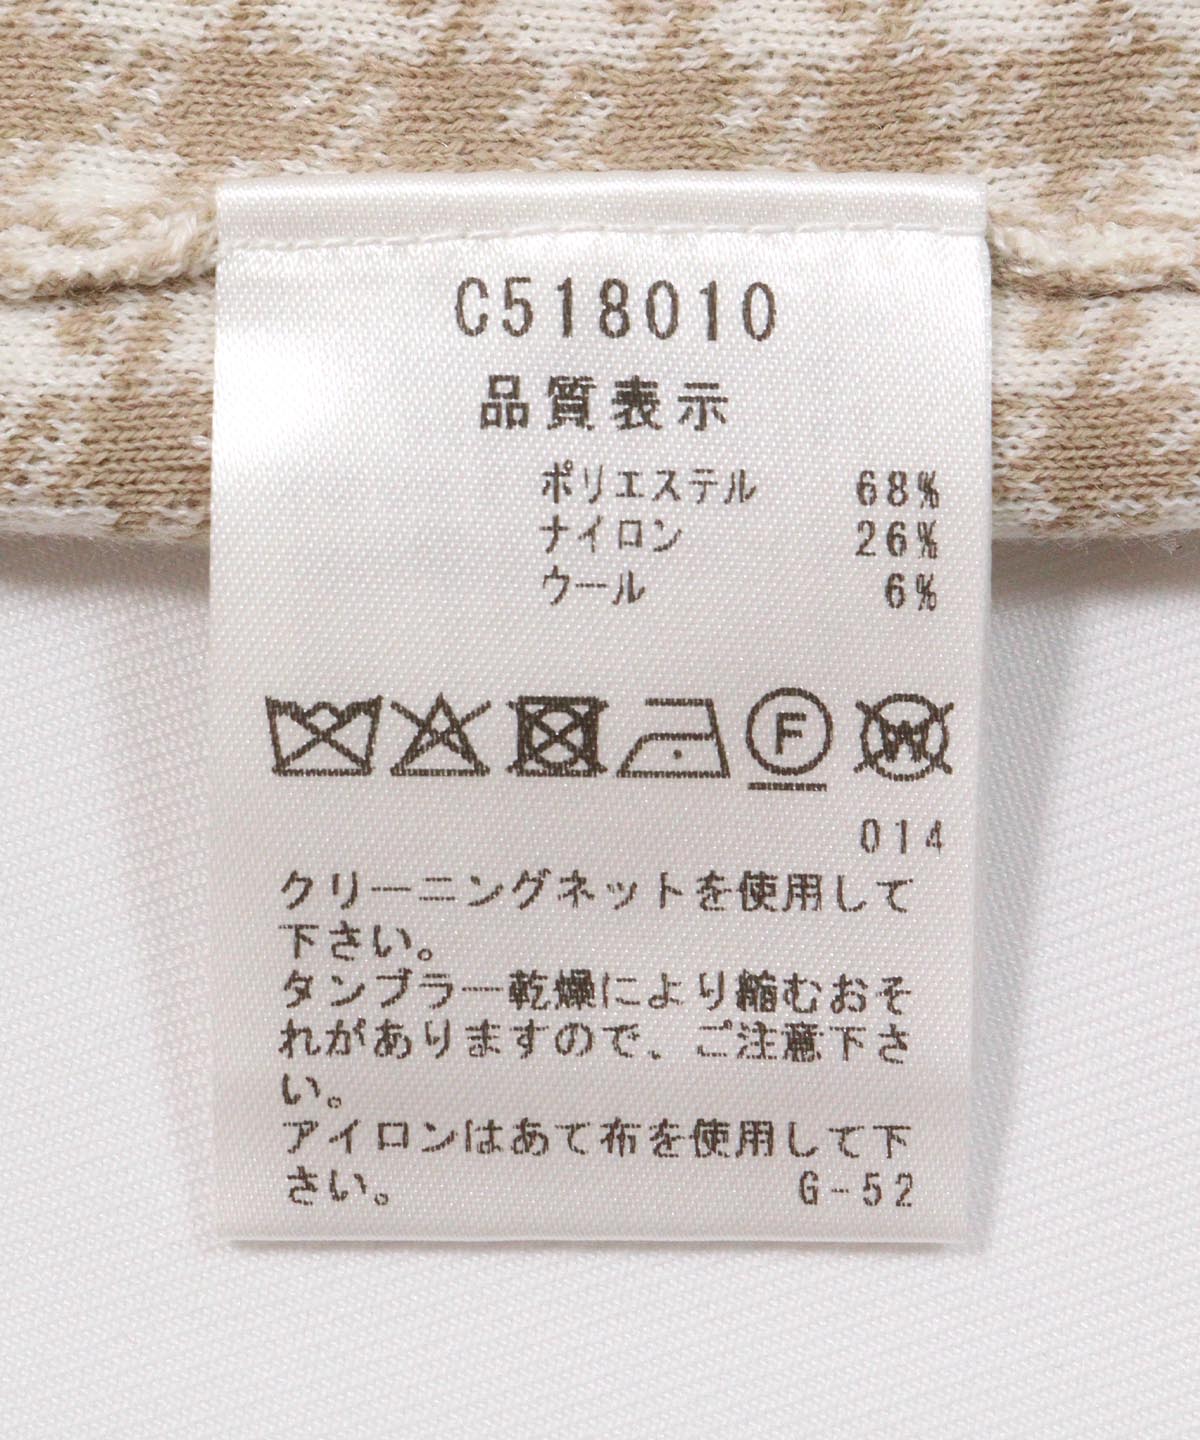 C518010
品質表示
ポリエステル 68%
ナイロン 26%
ウール 6%
F W
014
クリーニングネットを使用して
下さい。
タンブラー乾燥により縮むおそ
れがありますので、ご注意下さ
い。
アイロンはあて布を使用して下
さい。 G-52